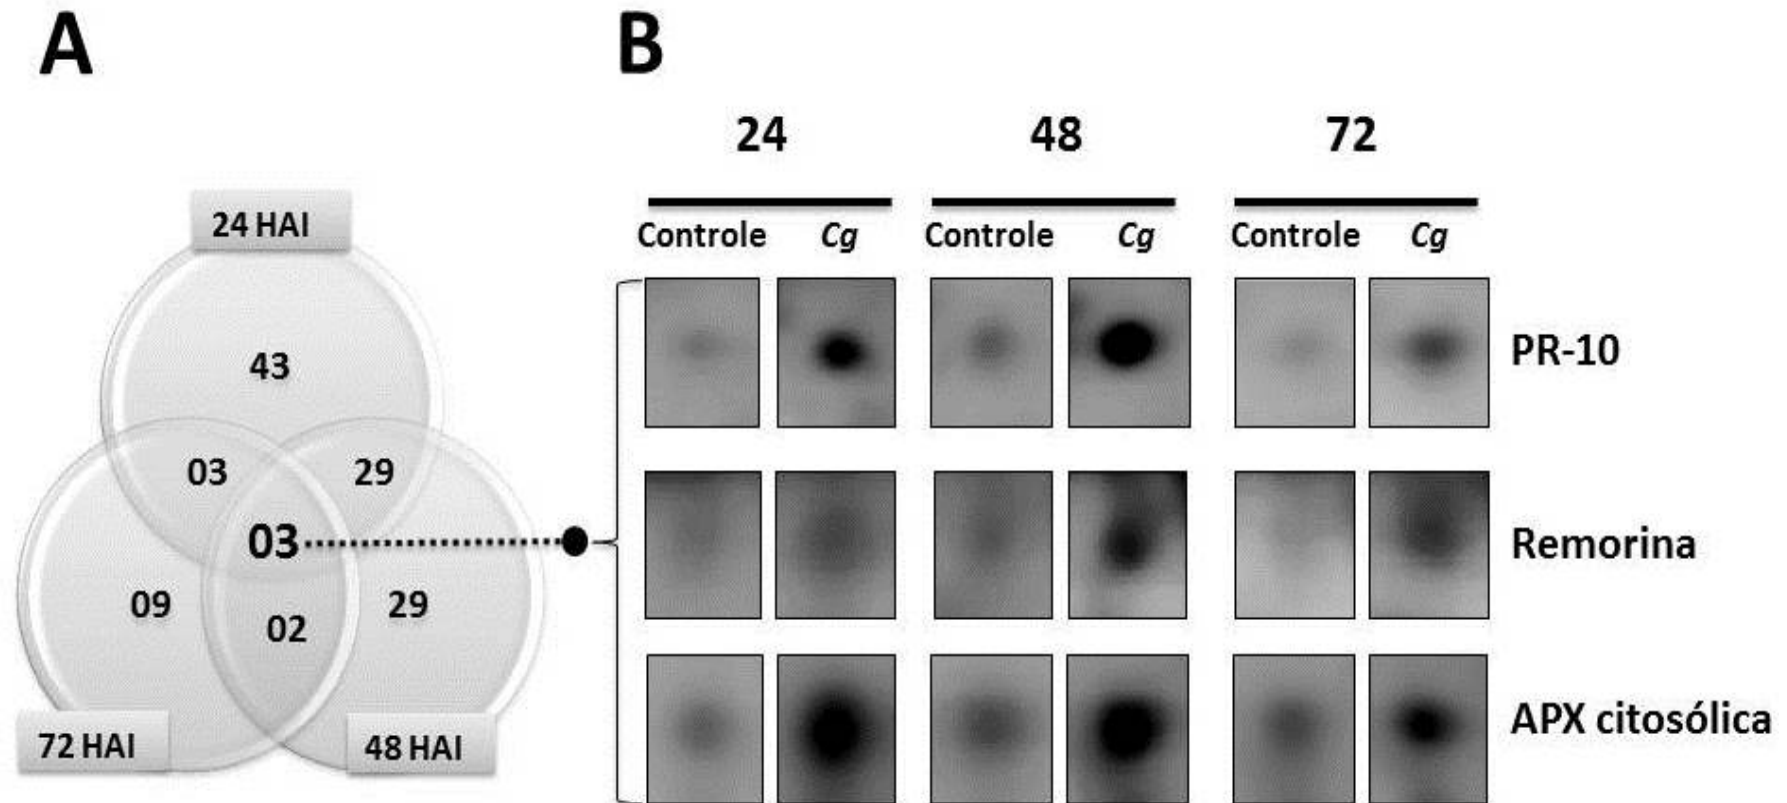 A
B
24 48 72
Controle Cg Controle Cg Controle Cg
24 HAI
43
03 29
03
09 02 29
72 HAI 48 HAI
PR-10
Remorina
APX citosólica